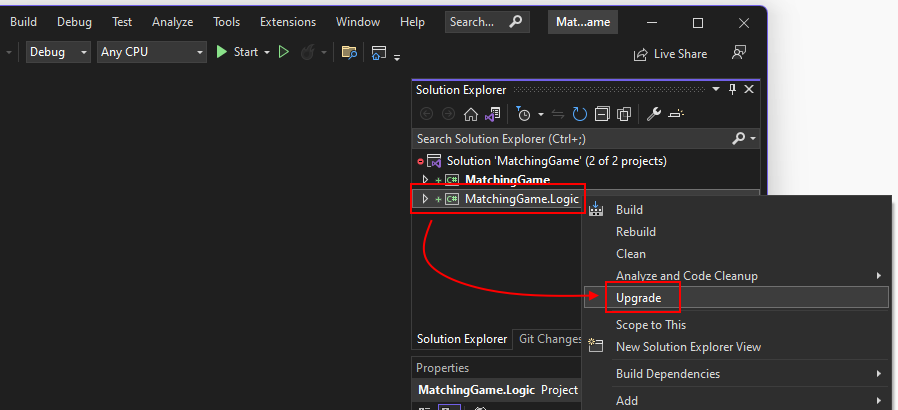 Build Debug Test Analyze Tools Extensions Window Help Search... Mat...ame
Debug Any CPU Start Live Share
Solution Explorer
Search Solution Explorer (Ctrl+;)
Solution 'MatchingGame' (2 of 2 projects)
C# MatchingGame
C# MatchingGame.Logic
Build
Rebuild
Clean
Analyze and Code Cleanup
Upgrade
Scope to This
New Solution Explorer View
Build Dependencies
Add
Solution Explorer Git Changes
Properties
MatchingGame.Logic Project